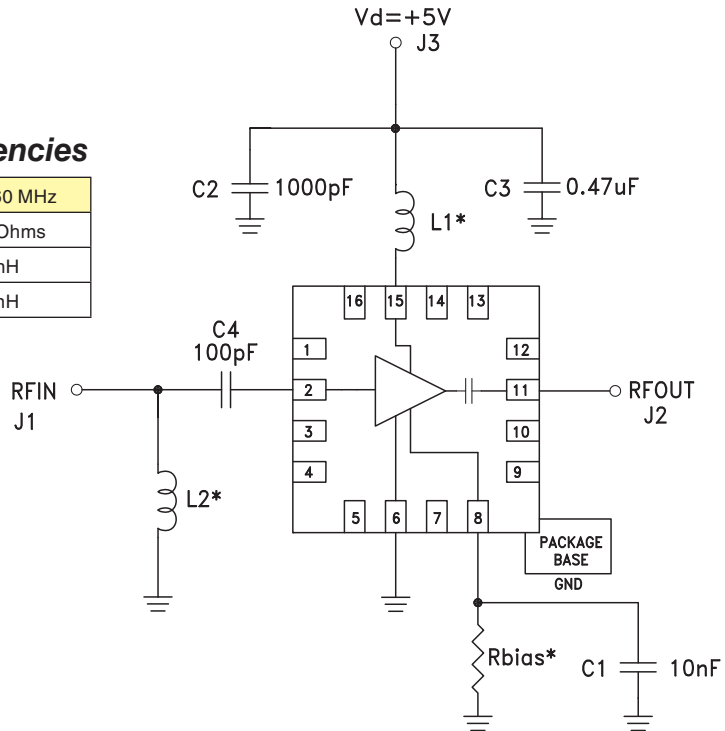 Vd=+5V
J3
encies
60 MHz
Ohms
nH
nH
C2
1000pF
C3
0.47uF
L1*
16
15
14
13
C4
100pF
1
12
RFIN
2
11
RFOUT
J1
J2
3
10
4
9
L2*
5
6
7
8
PACKAGE
BASE
GND
Rbias*
C1
10nF